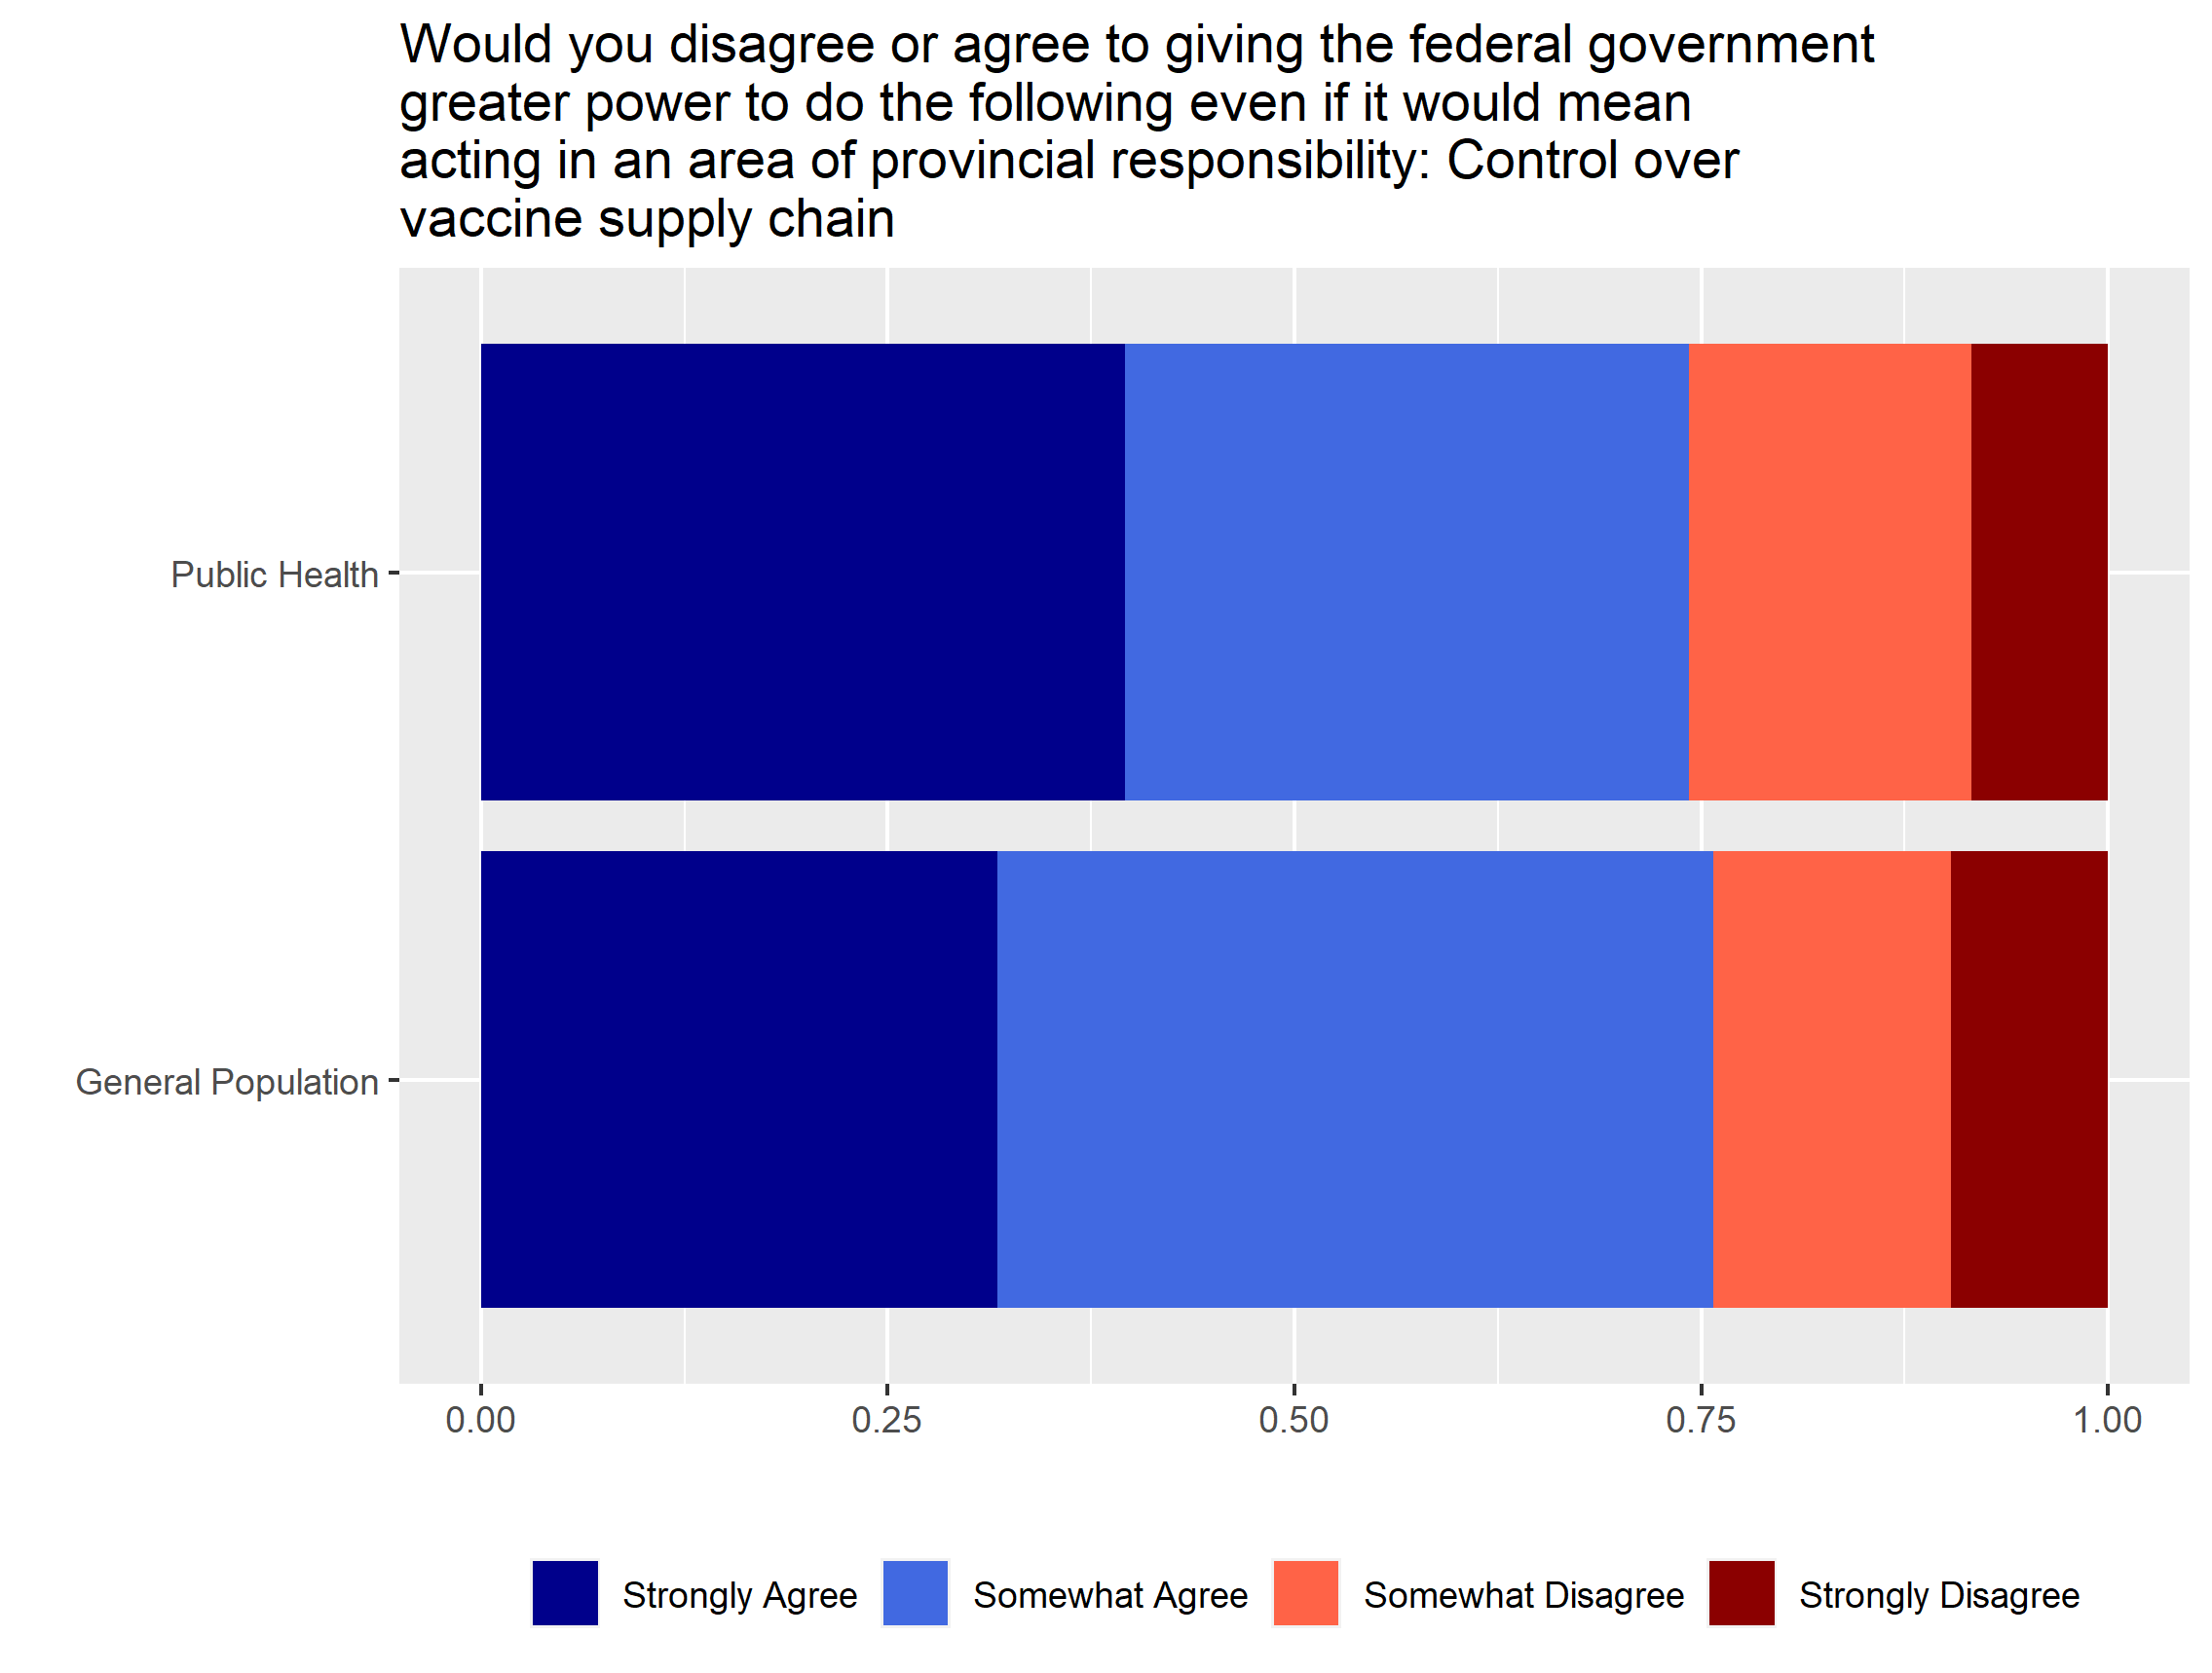 Would you disagree or agree to giving the federal government
greater power to do the following even if it would mean
acting in an area of provincial responsibility: Control over
vaccine supply chain
Public Health
General Population
0.00 0.25 0.50 0.75 1.00
Strongly Agree Somewhat Agree Somewhat Disagree Strongly Disagree